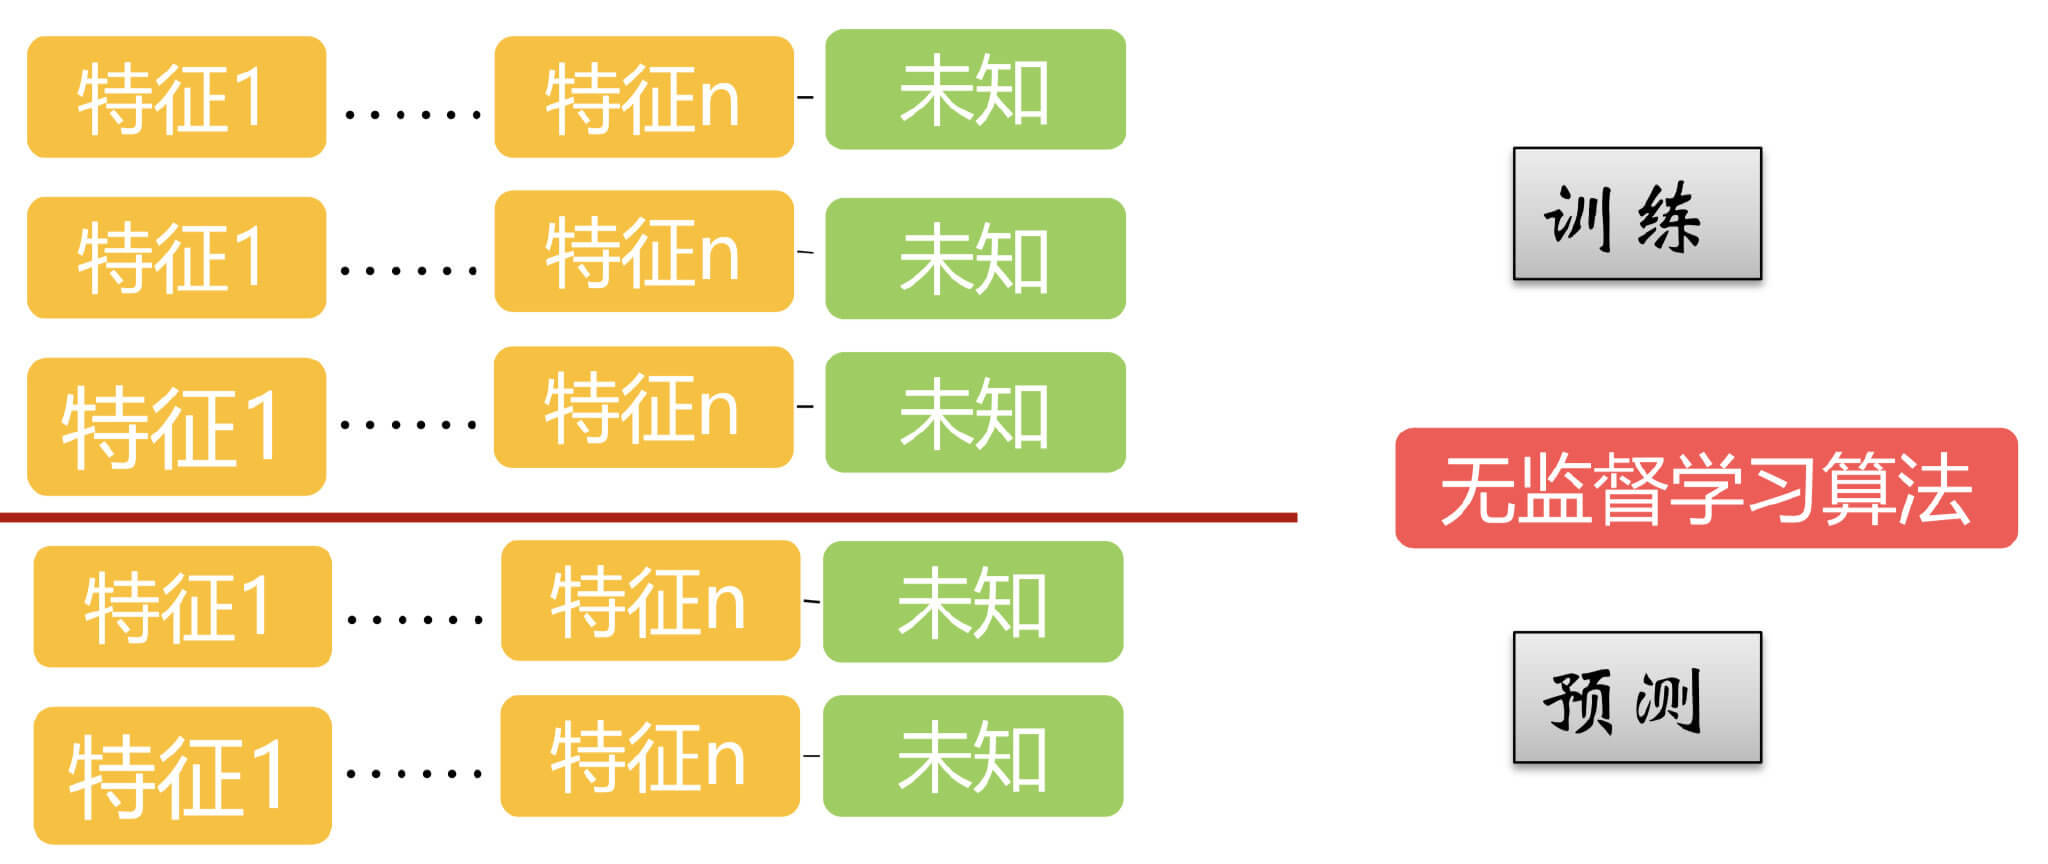 特征1 ...... 特征n - 未知
特征1 ...... 特征n - 未知
训练
特征1 ...... 特征n - 未知
无监督学习算法
特征1 ...... 特征n - 未知
特征1 ...... 特征n - 未知
预测